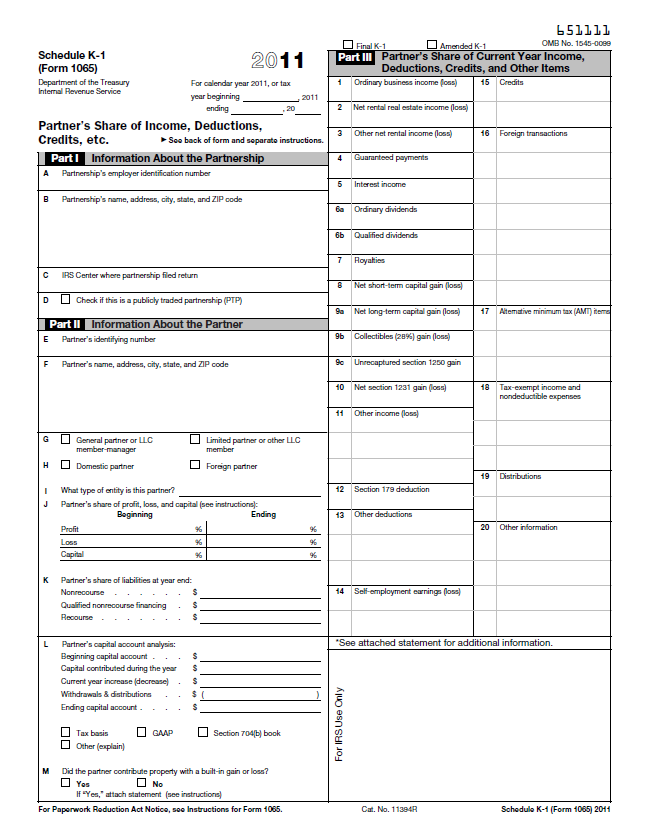 651111
Final K-1
Amended K-1
OMB No. 1545-0099
Schedule K-1
(Form 1065)
2011
Department of the Treasury
Internal Revenue Service
For calendar year 2011, or tax
year beginning , 2011
ending , 20
Partner's Share of Income, Deductions,
Credits, etc.
▶ See back of form and separate instructions.
Part I Information About the Partnership
A Partnership's employer identification number
B Partnership's name, address, city, state, and ZIP code
C IRS Center where partnership filed return
D Check if this is a publicly traded partnership (PTP)
Part II Information About the Partner
E Partner's identifying number
F Partner's name, address, city, state, and ZIP code
G General partner or LLC
member-manager
Limited partner or other LLC
member
H Domestic partner
Foreign partner
I What type of entity is this partner?
J Partner's share of profit, loss, and capital (see instructions):
Beginning Ending
Profit % %
Loss % %
Capital % %
K Partner's share of liabilities at year end:
Nonrecourse . . . . . . $
Qualified nonrecourse financing . $
Recourse . . . . . . . $
L Partner's capital account analysis:
Beginning capital account . . . $
Capital contributed during the year $
Current year increase (decrease) . $
Withdrawals & distributions . . $ ( )
Ending capital account . . . . $
Tax basis GAAP Section 704(b) book
Other (explain)
M Did the partner contribute property with a built-in gain or loss?
Yes No
If "Yes," attach statement (see instructions)
Part III Partner's Share of Current Year Income,
Deductions, Credits, and Other Items
1 Ordinary business income (loss)
2 Net rental real estate income (loss)
3 Other net rental income (loss)
4 Guaranteed payments
5 Interest income
6a Ordinary dividends
6b Qualified dividends
7 Royalties
8 Net short-term capital gain (loss)
9a Net long-term capital gain (loss)
9b Collectibles (28%) gain (loss)
9c Unrecaptured section 1250 gain
10 Net section 1231 gain (loss)
11 Other income (loss)
12 Section 179 deduction
13 Other deductions
14 Self-employment earnings (loss)
15 Credits
16 Foreign transactions
17 Alternative minimum tax (AMT) items
18 Tax-exempt income and
nondeductible expenses
19 Distributions
20 Other information
*See attached statement for additional information.
For IRS Use Only
For Paperwork Reduction Act Notice, see Instructions for Form 1065.
Cat. No. 11394R
Schedule K-1 (Form 1065) 2011